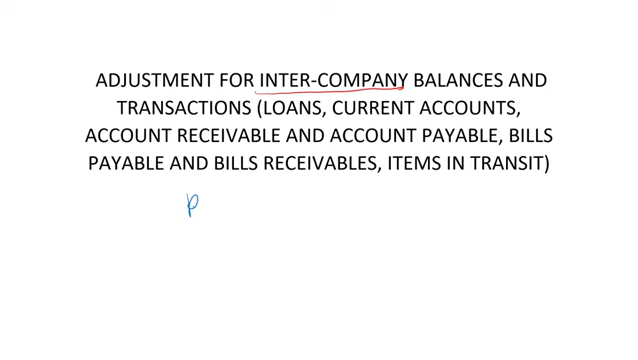 ADJUSTMENT FOR INTER-COMPANY BALANCES AND
TRANSACTIONS (LOANS, CURRENT ACCOUNTS,
ACCOUNT RECEIVABLE AND ACCOUNT PAYABLE, BILLS
PAYABLE AND BILLS RECEIVABLES, ITEMS IN TRANSIT)
P